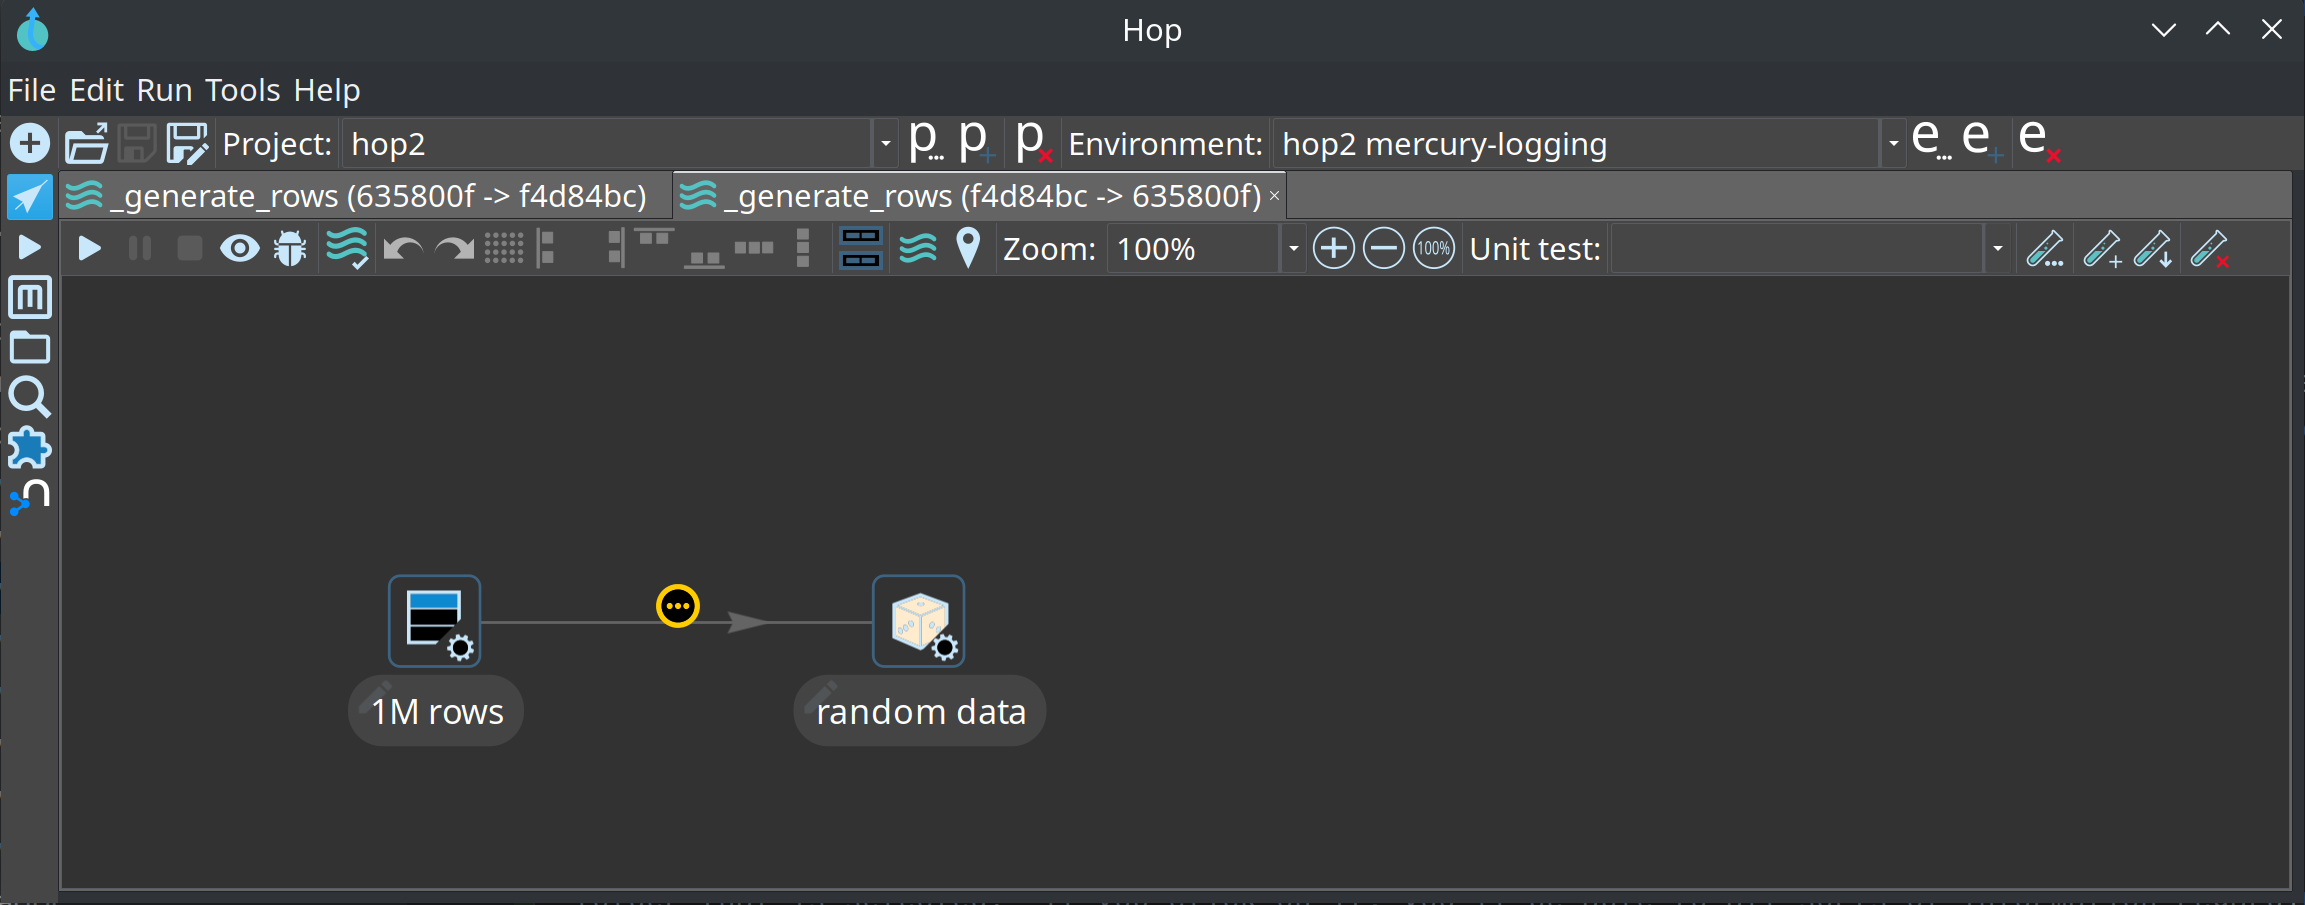 Hop
File Edit Run Tools Help
Project: hop2 p... p+ p× Environment: hop2 mercury-logging e... e+ e×
_generate_rows (635800f -> f4d84bc) _generate_rows (f4d84bc -> 635800f) ×
Zoom: 100% 100% Unit test:
1M rows random data